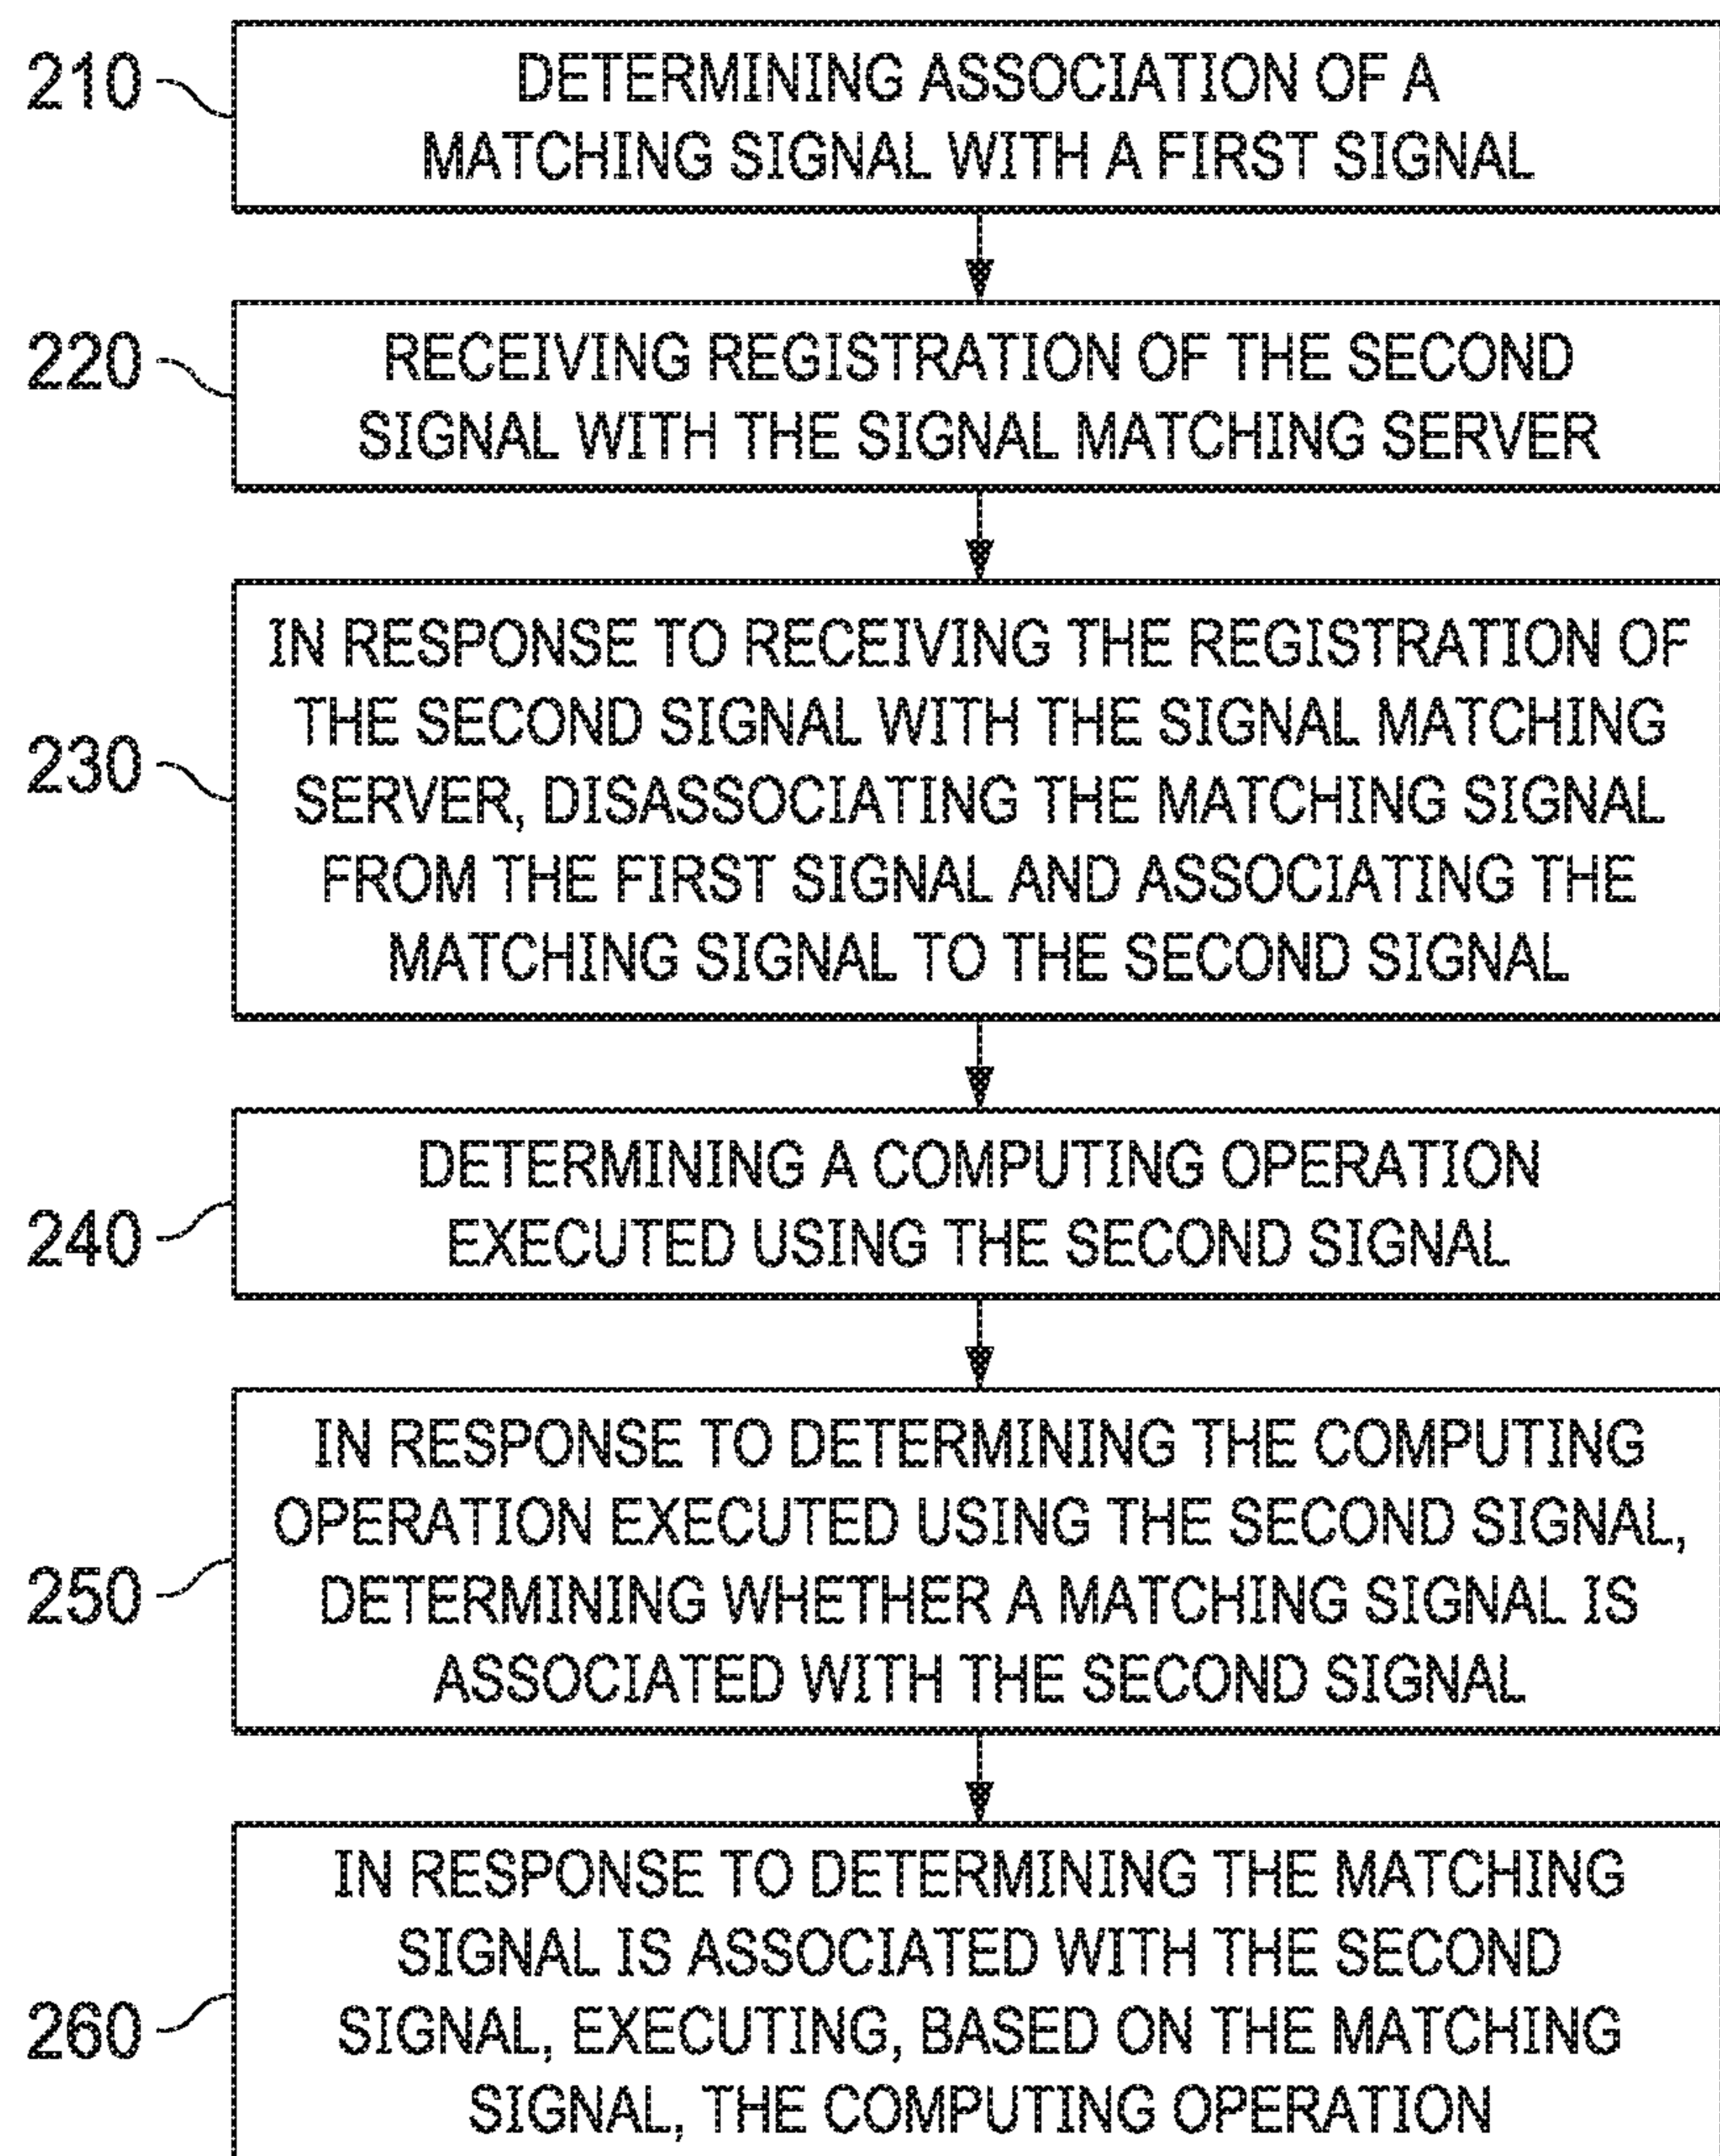 210
DETERMINING ASSOCIATION OF A
MATCHING SIGNAL WITH A FIRST SIGNAL
220
RECEIVING REGISTRATION OF THE SECOND
SIGNAL WITH THE SIGNAL MATCHING SERVER
230
IN RESPONSE TO RECEIVING THE REGISTRATION OF
THE SECOND SIGNAL WITH THE SIGNAL MATCHING
SERVER, DISASSOCIATING THE MATCHING SIGNAL
FROM THE FIRST SIGNAL AND ASSOCIATING THE
MATCHING SIGNAL TO THE SECOND SIGNAL
240
DETERMINING A COMPUTING OPERATION
EXECUTED USING THE SECOND SIGNAL
250
IN RESPONSE TO DETERMINING THE COMPUTING
OPERATION EXECUTED USING THE SECOND SIGNAL,
DETERMINING WHETHER A MATCHING SIGNAL IS
ASSOCIATED WITH THE SECOND SIGNAL
260
IN RESPONSE TO DETERMINING THE MATCHING
SIGNAL IS ASSOCIATED WITH THE SECOND
SIGNAL, EXECUTING, BASED ON THE MATCHING
SIGNAL, THE COMPUTING OPERATION